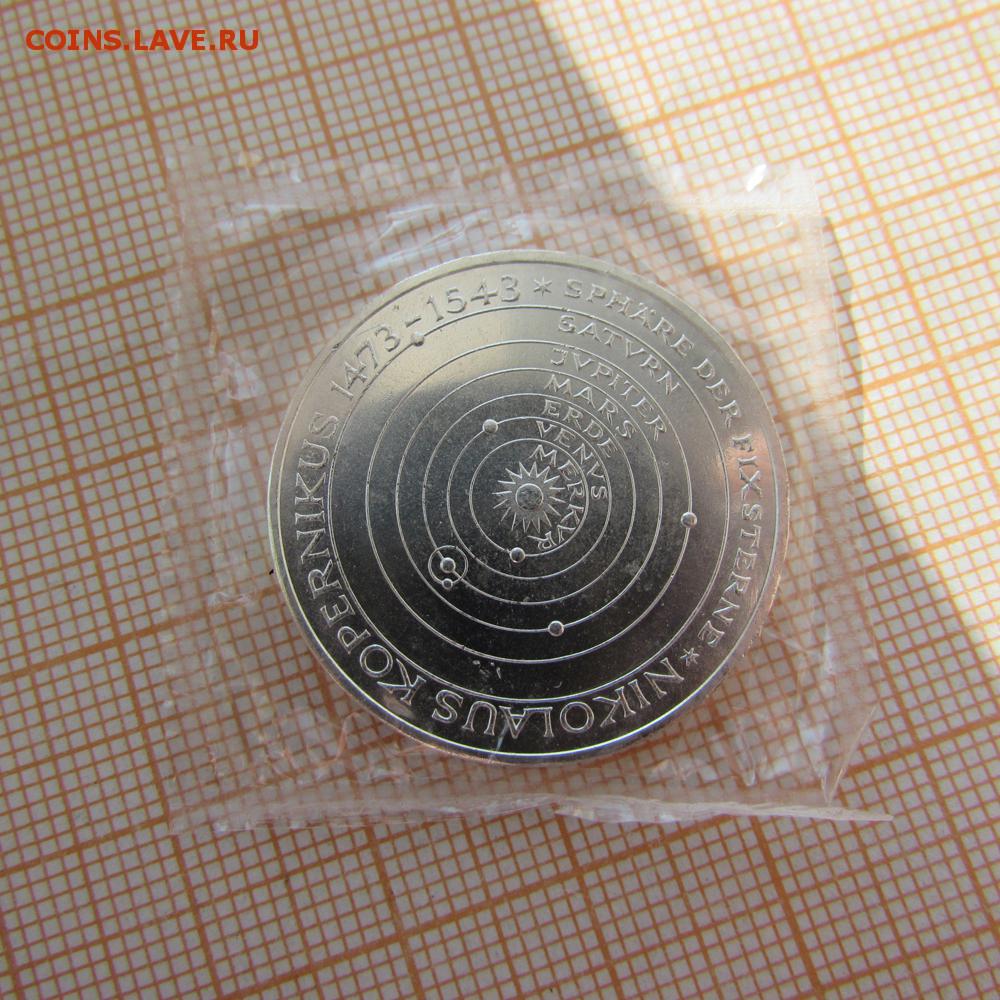 COINS.LAVE.RU
NIKOLAUS KOPERNIKUS 1473-1543 * SPHÄRE DER FIXSTERNE *
SATVRN
JVPITER
MARS
ERDE
VENVS
MERKVR